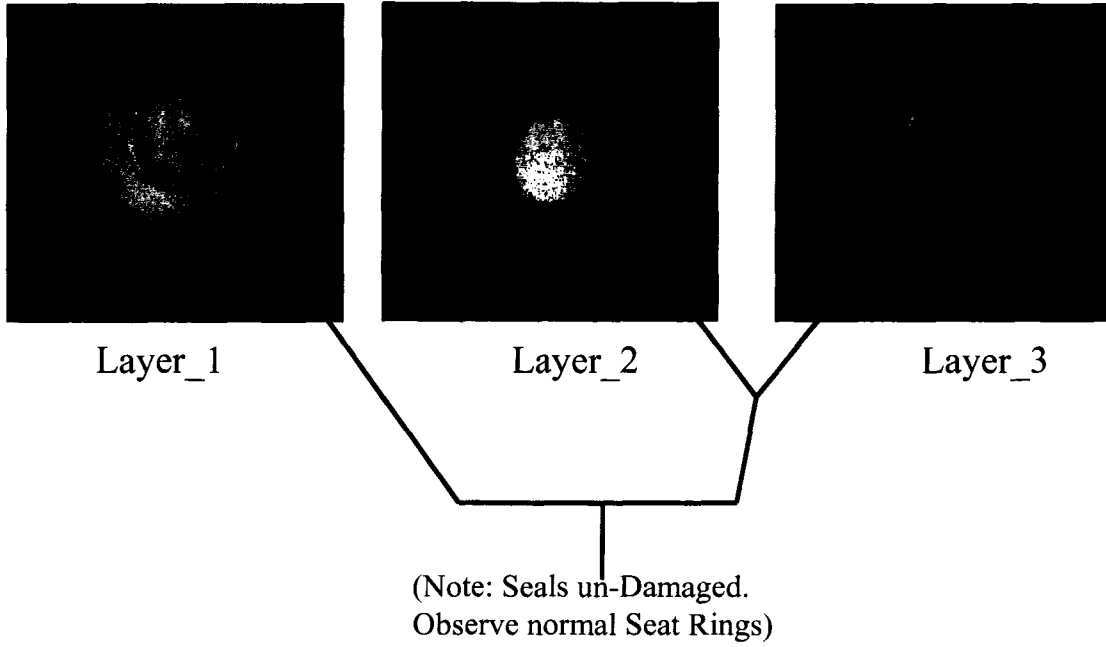 Layer_1
Layer_2
Layer_3
(Note: Seals un-Damaged.
Observe normal Seat Rings)